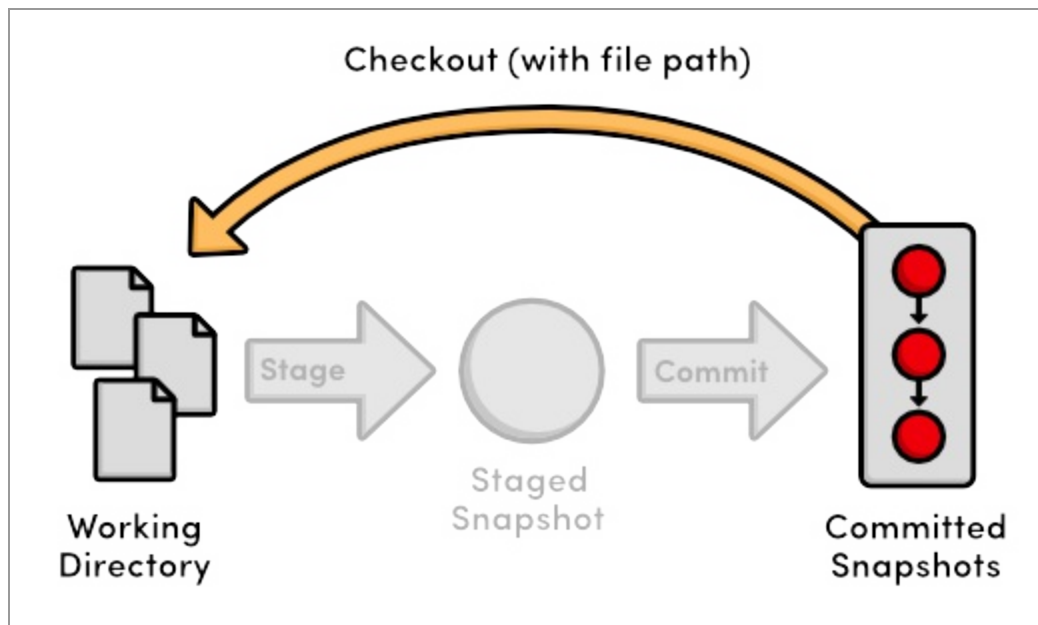 Checkout (with file path)
Stage
Commit
Staged
Snapshot
Working
Directory
Committed
Snapshots